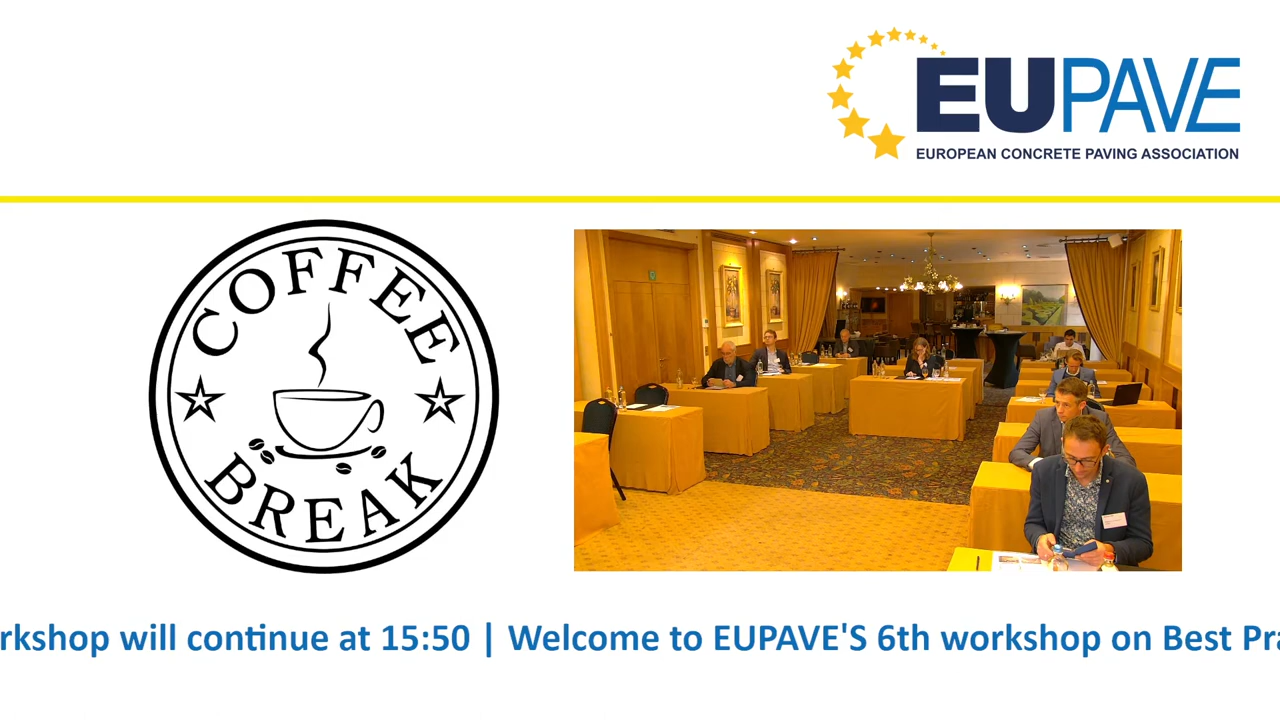 EUPAVE
EUROPEAN CONCRETE PAVING ASSOCIATION
COFFEE
BREAK
rkshop will continue at 15:50 | Welcome to EUPAVE'S 6th workshop on Best Pra